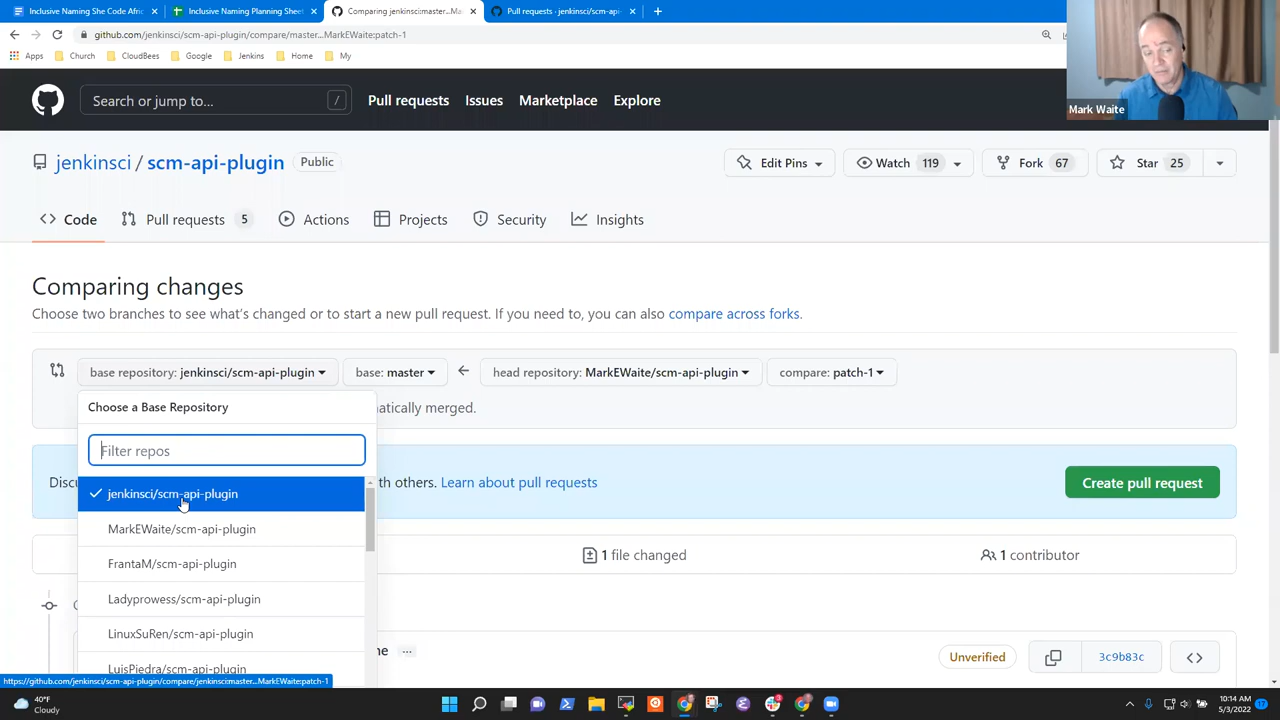 Inclusive Naming She Code Afric
Inclusive Naming Planning Sheet
Comparing jenkinsci:master...Ma
Pull requests · jenkinsci/scm-api-
github.com/jenkinsci/scm-api-plugin/compare/master...MarkEWaite:patch-1
Apps Church CloudBees Google Jenkins Home My
Mark Waite
Search or jump to... /
Pull requests Issues Marketplace Explore
jenkinsci / scm-api-plugin Public
Edit Pins Watch 119 Fork 67 Star 25
Code Pull requests 5 Actions Projects Security Insights
Comparing changes
Choose two branches to see what's changed or to start a new pull request. If you need to, you can also compare across forks.
base repository: jenkinsci/scm-api-plugin base: master head repository: MarkEWaite/scm-api-plugin compare: patch-1
Choose a Base Repository
matically merged.
Filter repos
Discu
th others. Learn about pull requests
Create pull request
jenkinsci/scm-api-plugin
MarkEWaite/scm-api-plugin
FrantaM/scm-api-plugin
Ladyprowess/scm-api-plugin
LinuxSuRen/scm-api-plugin
LuisPiedra/scm-api-plugin
1 file changed
1 contributor
ne ...
Unverified
3c9b83c
https://github.com/jenkinsci/scm-api-plugin/compare/jenkinsci:master...MarkEWaite:patch-1
40°F
Cloudy
10:14 AM
5/3/2022